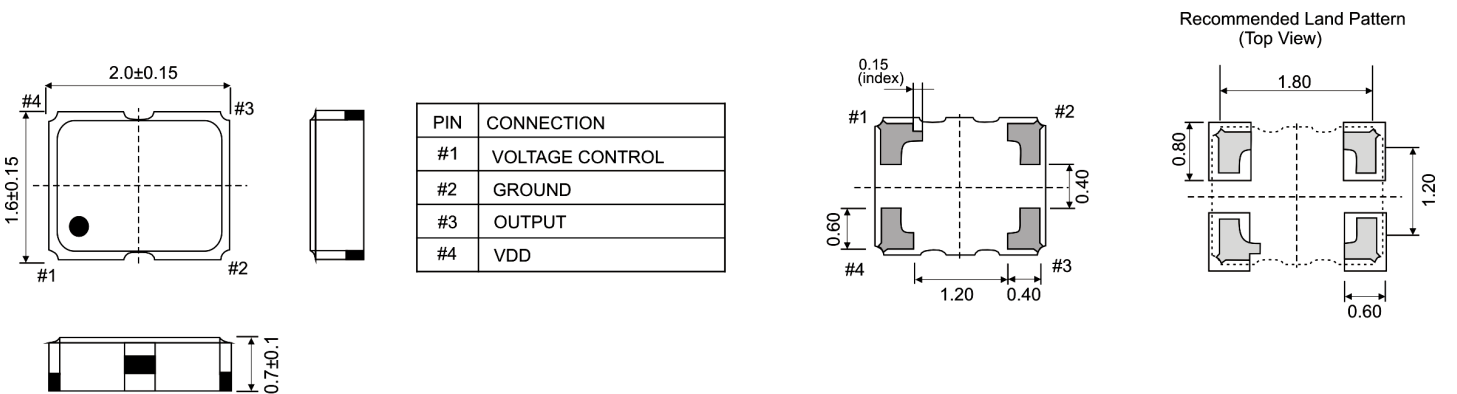 2.0±0.15
#4
#3
1.6±0.15
#1
#2
0.7±0.1
PIN CONNECTION
#1 VOLTAGE CONTROL
#2 GROUND
#3 OUTPUT
#4 VDD
0.15
(index)
#1
#2
0.40
0.60
#4
#3
1.20
0.40
Recommended Land Pattern
(Top View)
1.80
0.80
1.20
0.60